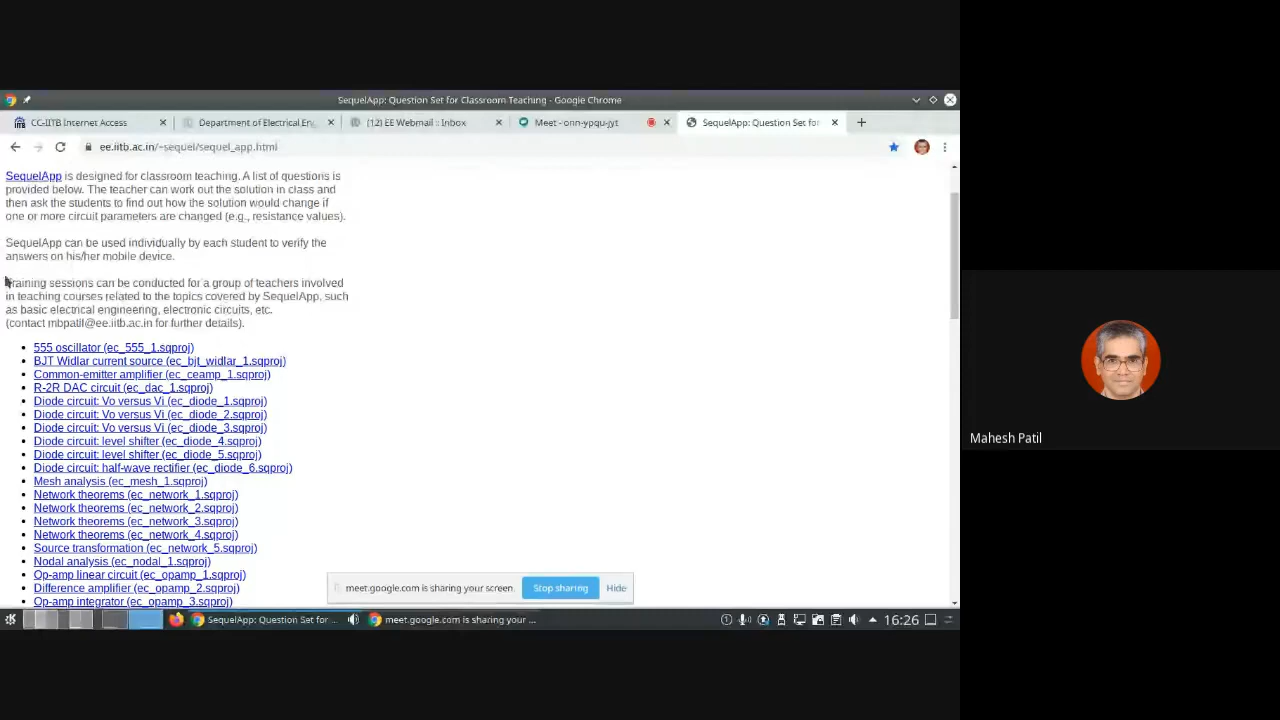 SequelApp: Question Set for Classroom Teaching - Google Chrome
CC-IITB Internet Access
Department of Electrical En
(12) EE Webmail :: Inbox
Meet - onn-ypqu-jyt
SequelApp: Question Set for
ee.iitb.ac.in/~sequel/sequel_app.html
SequelApp is designed for classroom teaching. A list of questions is
provided below. The teacher can work out the solution in class and
then ask the students to find out how the solution would change if
one or more circuit parameters are changed (e.g., resistance values).
SequelApp can be used individually by each student to verify the
answers on his/her mobile device.
Training sessions can be conducted for a group of teachers involved
in teaching courses related to the topics covered by SequelApp, such
as basic electrical engineering, electronic circuits, etc.
(contact mbpatil@ee.iitb.ac.in for further details).
555 oscillator (ec_555_1.sqproj)
BJT Widlar current source (ec_bjt_widlar_1.sqproj)
Common-emitter amplifier (ec_ceamp_1.sqproj)
R-2R DAC circuit (ec_dac_1.sqproj)
Diode circuit: Vo versus Vi (ec_diode_1.sqproj)
Diode circuit: Vo versus Vi (ec_diode_2.sqproj)
Diode circuit: Vo versus Vi (ec_diode_3.sqproj)
Diode circuit: level shifter (ec_diode_4.sqproj)
Diode circuit: level shifter (ec_diode_5.sqproj)
Diode circuit: half-wave rectifier (ec_diode_6.sqproj)
Mesh analysis (ec_mesh_1.sqproj)
Network theorems (ec_network_1.sqproj)
Network theorems (ec_network_2.sqproj)
Network theorems (ec_network_3.sqproj)
Network theorems (ec_network_4.sqproj)
Source transformation (ec_network_5.sqproj)
Nodal analysis (ec_nodal_1.sqproj)
Op-amp linear circuit (ec_opamp_1.sqproj)
Difference amplifier (ec_opamp_2.sqproj)
Op-amp integrator (ec_opamp_3.sqproj)
meet.google.com is sharing your screen.
Stop sharing
Hide
SequelApp: Question Set for ...
meet.google.com is sharing your ...
16:26
Mahesh Patil